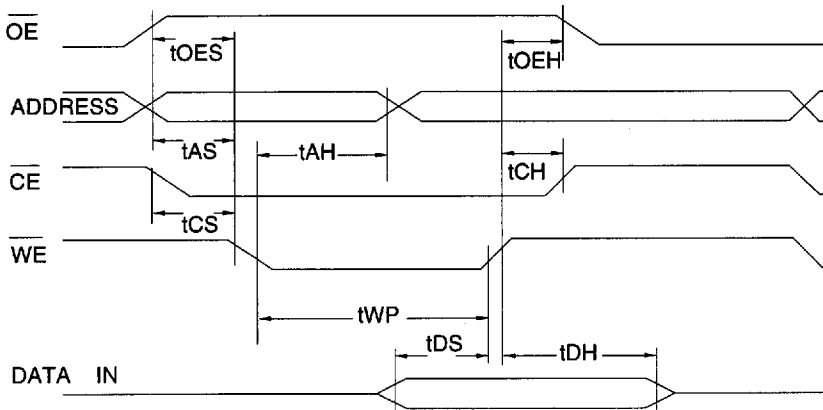 OE
tOES
tOEH
ADDRESS
tAS
tAH
tCH
CE
tCS
WE
tWP
tDS
tDH
DATA IN